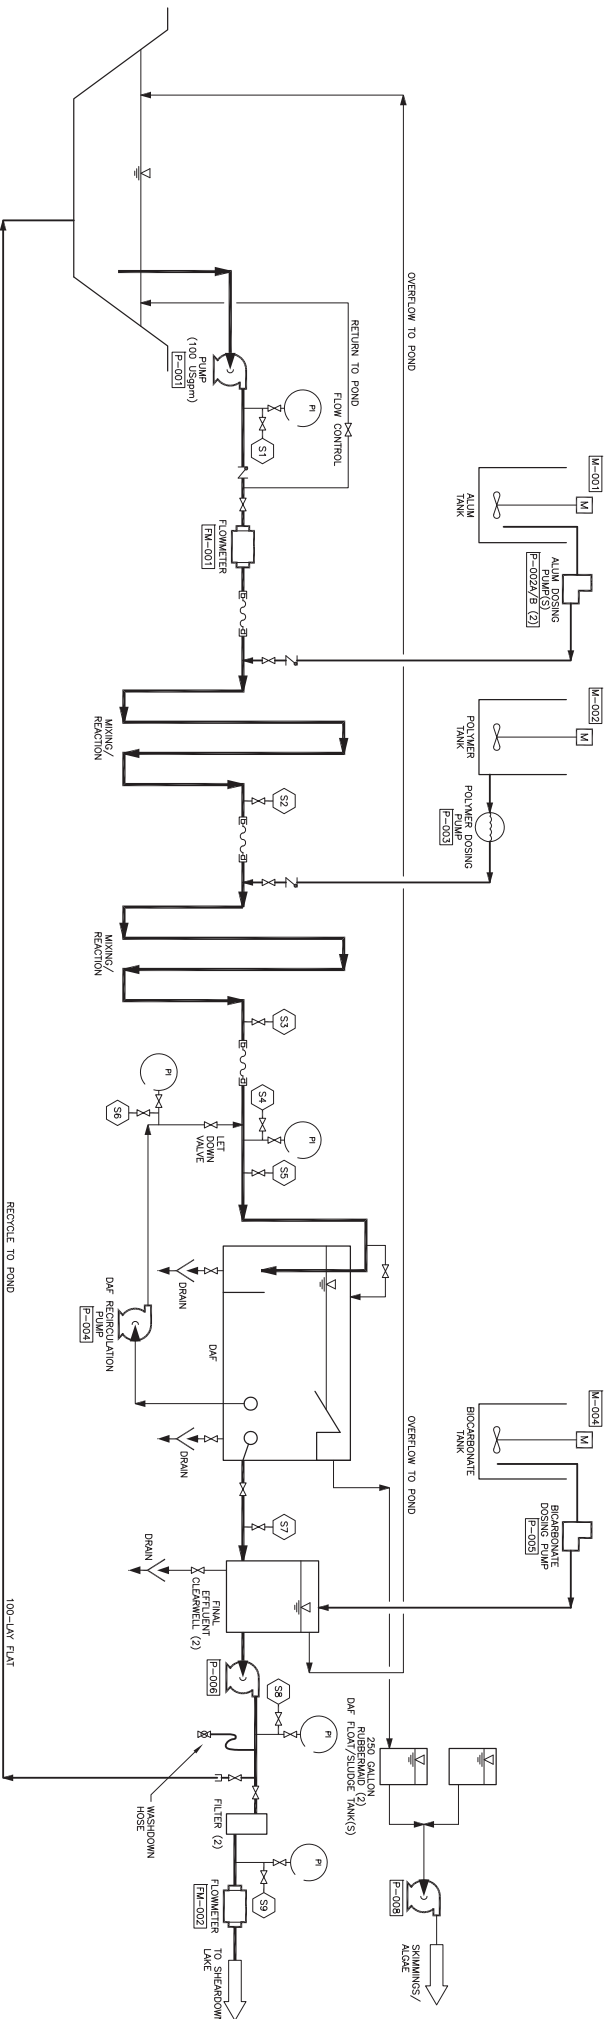 OVERFLOW TO POND
RETURN TO POND
FLOW CONTROL
PUMP
(100 USgpm)
P-001
PI
S1
FLOWMETER
FM-001
M-001
M
ALUM
TANK
ALUM DOSING
PUMP(S)
P-002A/B (2)
MIXING/
REACTION
S2
M-002
M
POLYMER
TANK
POLYMER DOSING
PUMP
P-003
MIXING/
REACTION
S3
PI
S6
LET
DOWN
VALVE
S4
PI
S5
RECYCLE TO POND
DAF RECIRCULATION
PUMP
P-004
DRAIN
DAF
DRAIN
OVERFLOW TO POND
M-004
M
BIOCARBONATE
TANK
BICARBONATE
DOSING PUMP
P-005
S7
DRAIN
FINAL
EFFLUENT
CLEARWELL (2)
P-006
S8
PI
250 GALLON
RUBBERMAID (2)
DAF FLOAT/SLUDGE TANK(S)
100-LAY FLAT
WASHDOWN
HOSE
FILTER (2)
PI
S9
FLOWMETER
FM-002
TO SHEARDOWN
LAKE
P-008
SKIMMINGS/
ALGAE